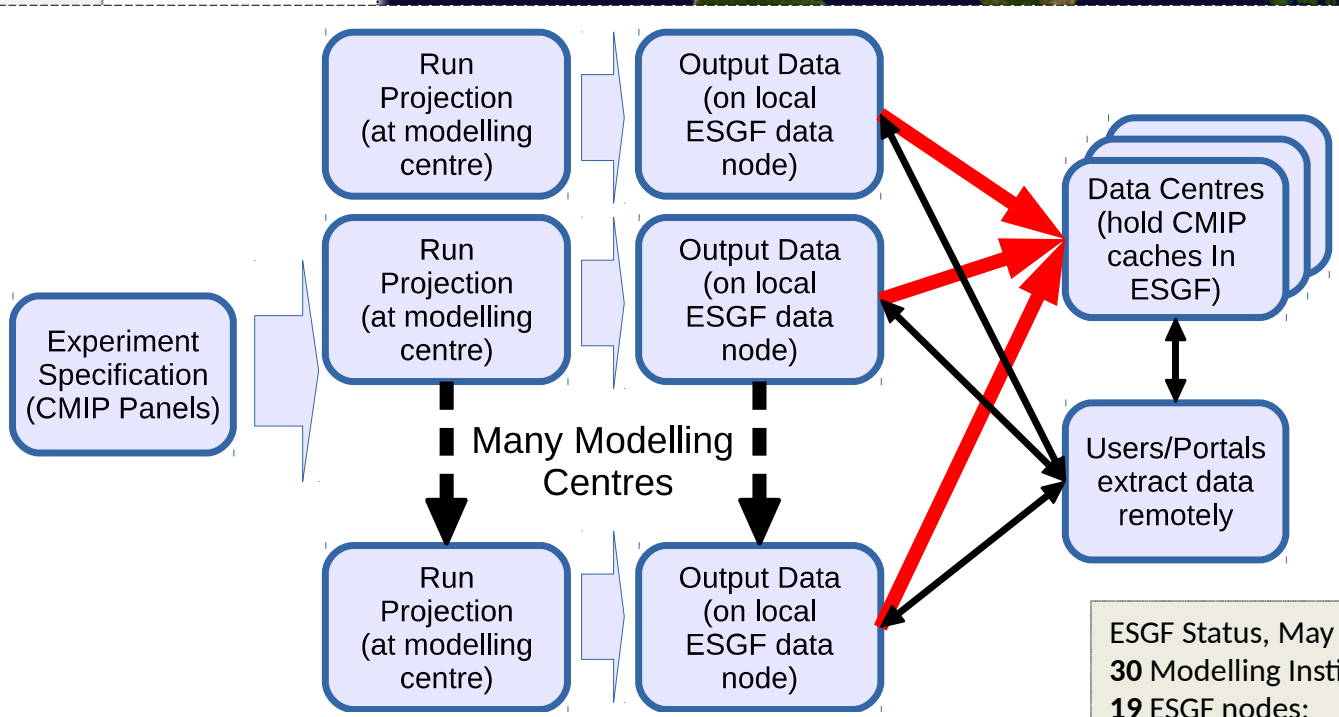 Run
Projection
(at modelling
centre)
Output Data
(on local
ESGF data
node)
Run
Projection
(at modelling
centre)
Output Data
(on local
ESGF data
node)
Data Centres
(hold CMIP
caches In
ESGF)
Experiment
Specification
(CMIP Panels)
Many Modelling
Centres
Users/Portals
extract data
remotely
Run
Projection
(at modelling
centre)
Output Data
(on local
ESGF data
node)
ESGF Status, May
30 Modelling Insti
19 ESGF nodes: